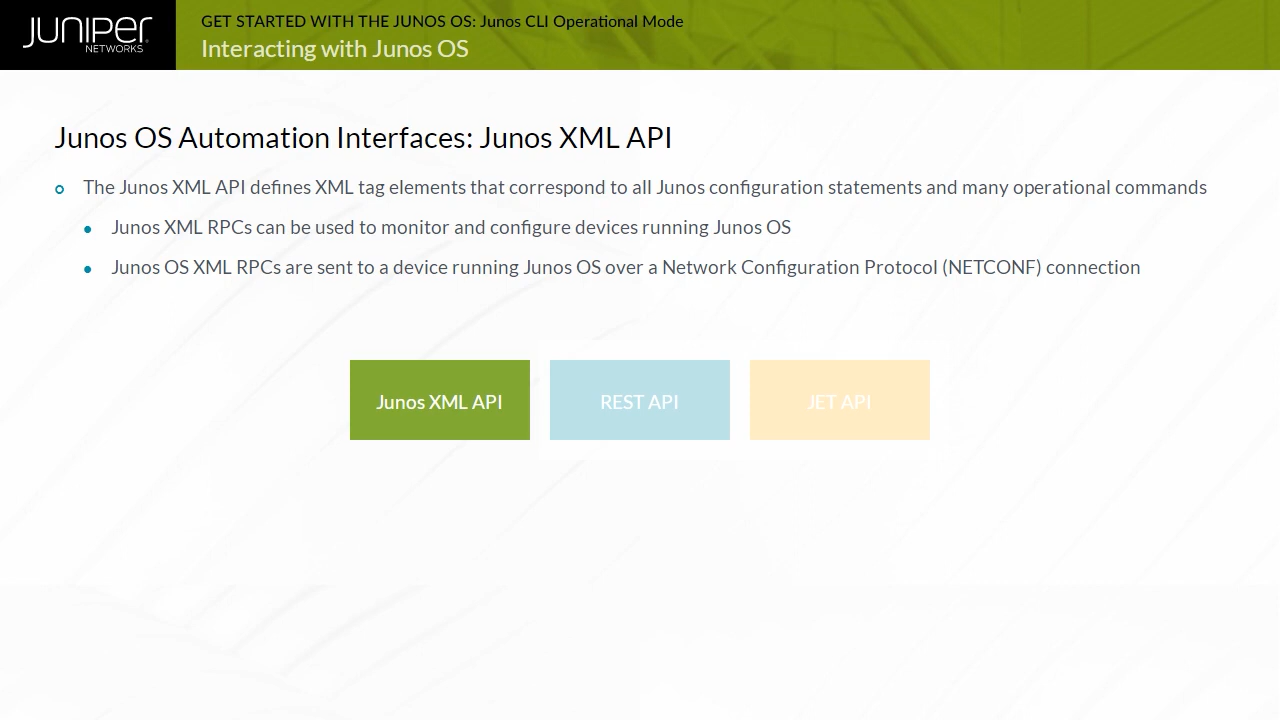 JUNIPER
NETWORKS
GET STARTED WITH THE JUNOS OS: Junos CLI Operational Mode
Interacting with Junos OS
Junos OS Automation Interfaces: Junos XML API
The Junos XML API defines XML tag elements that correspond to all Junos configuration statements and many operational commands
Junos XML RPCs can be used to monitor and configure devices running Junos OS
Junos OS XML RPCs are sent to a device running Junos OS over a Network Configuration Protocol (NETCONF) connection
Junos XML API
REST API
JET API